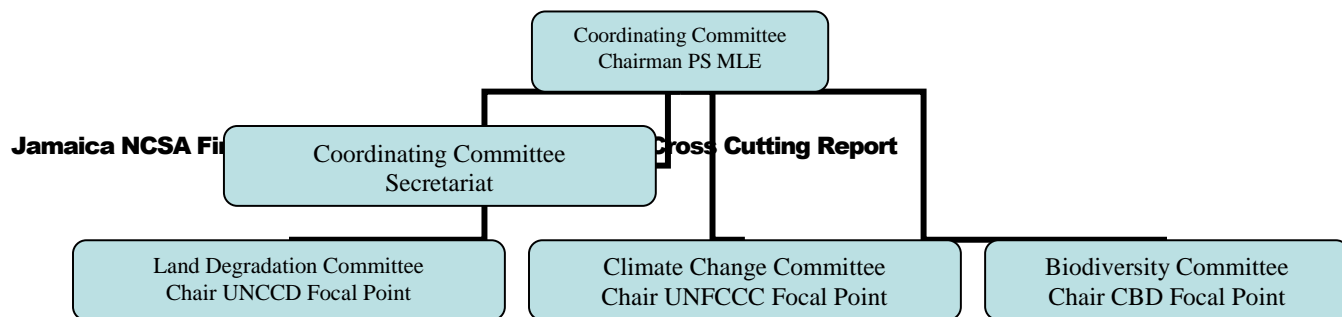 Coordinating Committee
Chairman PS MLE
Jamaica NCSA Cross Cutting Report
Coordinating Committee
Secretariat
Land Degradation Committee
Chair UNCCD Focal Point
Climate Change Committee
Chair UNFCCC Focal Point
Biodiversity Committee
Chair CBD Focal Point